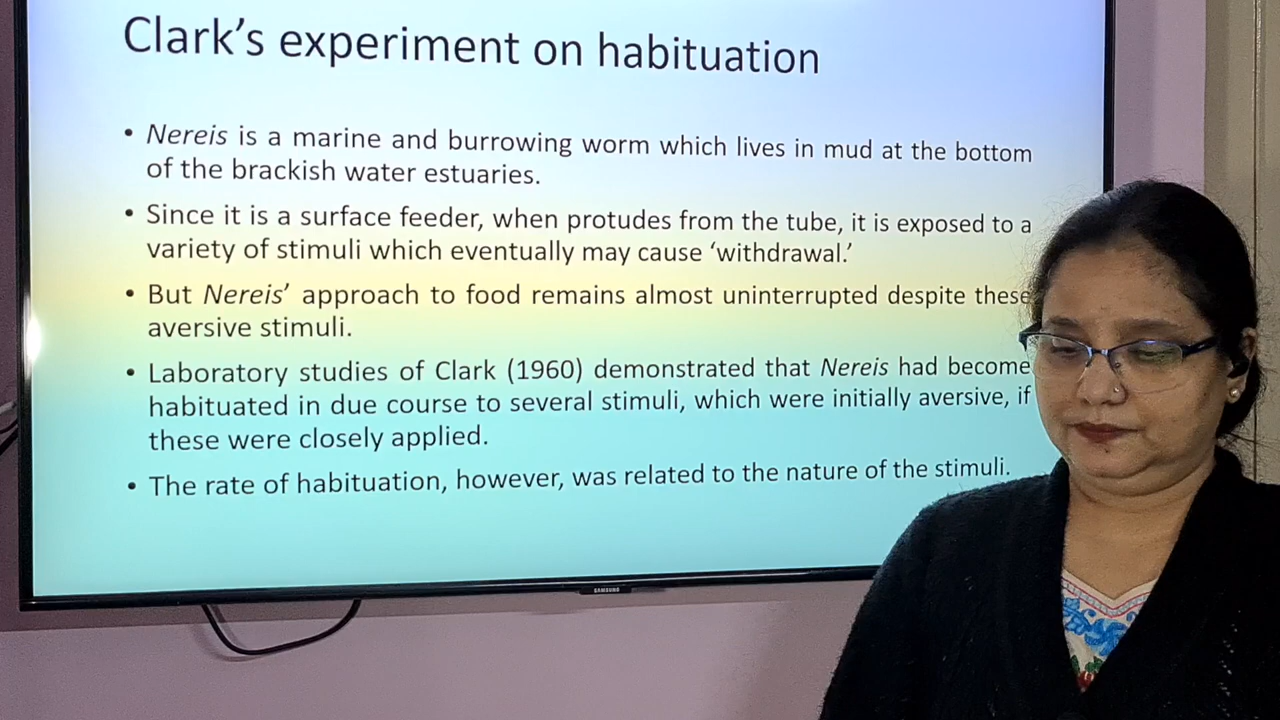 Clark's experiment on habituation
• Nereis is a marine and burrowing worm which lives in mud at the bottom
of the brackish water estuaries.
• Since it is a surface feeder, when protudes from the tube, it is exposed to a
variety of stimuli which eventually may cause 'withdrawal.'
• But Nereis' approach to food remains almost uninterrupted despite these
aversive stimuli.
• Laboratory studies of Clark (1960) demonstrated that Nereis had become
habituated in due course to several stimuli, which were initially aversive, if
these were closely applied.
• The rate of habituation, however, was related to the nature of the stimuli.
SAMSUNG